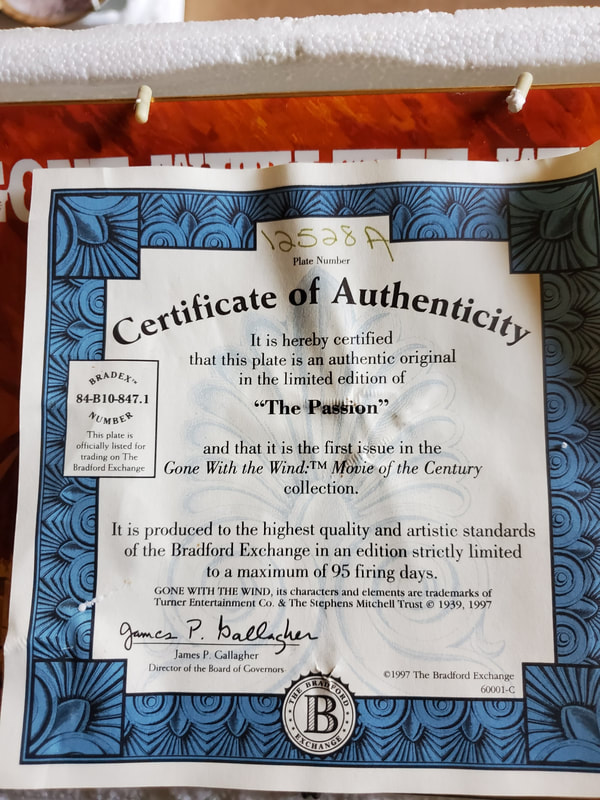 GONE WITH THE WI
12528A
Plate Number
Certificate of Authenticity
It is hereby certified
that this plate is an authentic original
in the limited edition of
“The Passion”
BRADEX™
84-B10-847.1
NUMBER
This plate is
officially listed for
trading on The
Bradford Exchange
and that it is the first issue in the
Gone With the Wind:™ Movie of the Century
collection.
It is produced to the highest quality and artistic standards
of the Bradford Exchange in an edition strictly limited
to a maximum of 95 firing days.
GONE WITH THE WIND, its characters and elements are trademarks of
Turner Entertainment Co. & The Stephens Mitchell Trust © 1939, 1997
James P. Gallagher
James P. Gallagher
Director of the Board of Governors
©1997 The Bradford Exchange
60001-C
THE BRADFORD
B
EXCHANGE